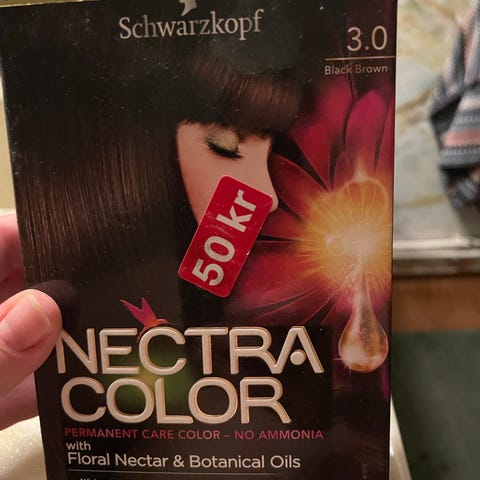 Schwarzkopf
3.0
Black Brown
50 kr
NECTRA
COLOR
PERMANENT CARE COLOR – NO AMMONIA
with
Floral Nectar & Botanical Oils